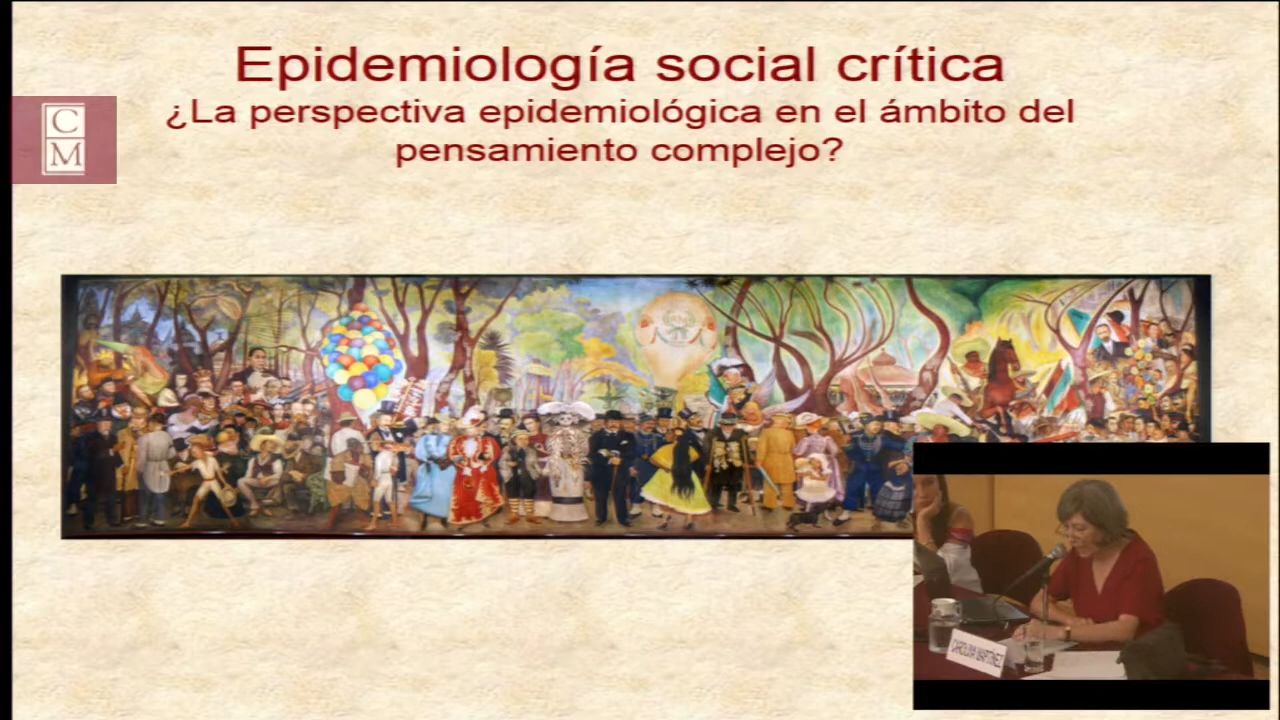 Epidemiología social crítica
¿La perspectiva epidemiológica en el ámbito del
pensamiento complejo?
C
M
CAROLINA MARTÍNEZ